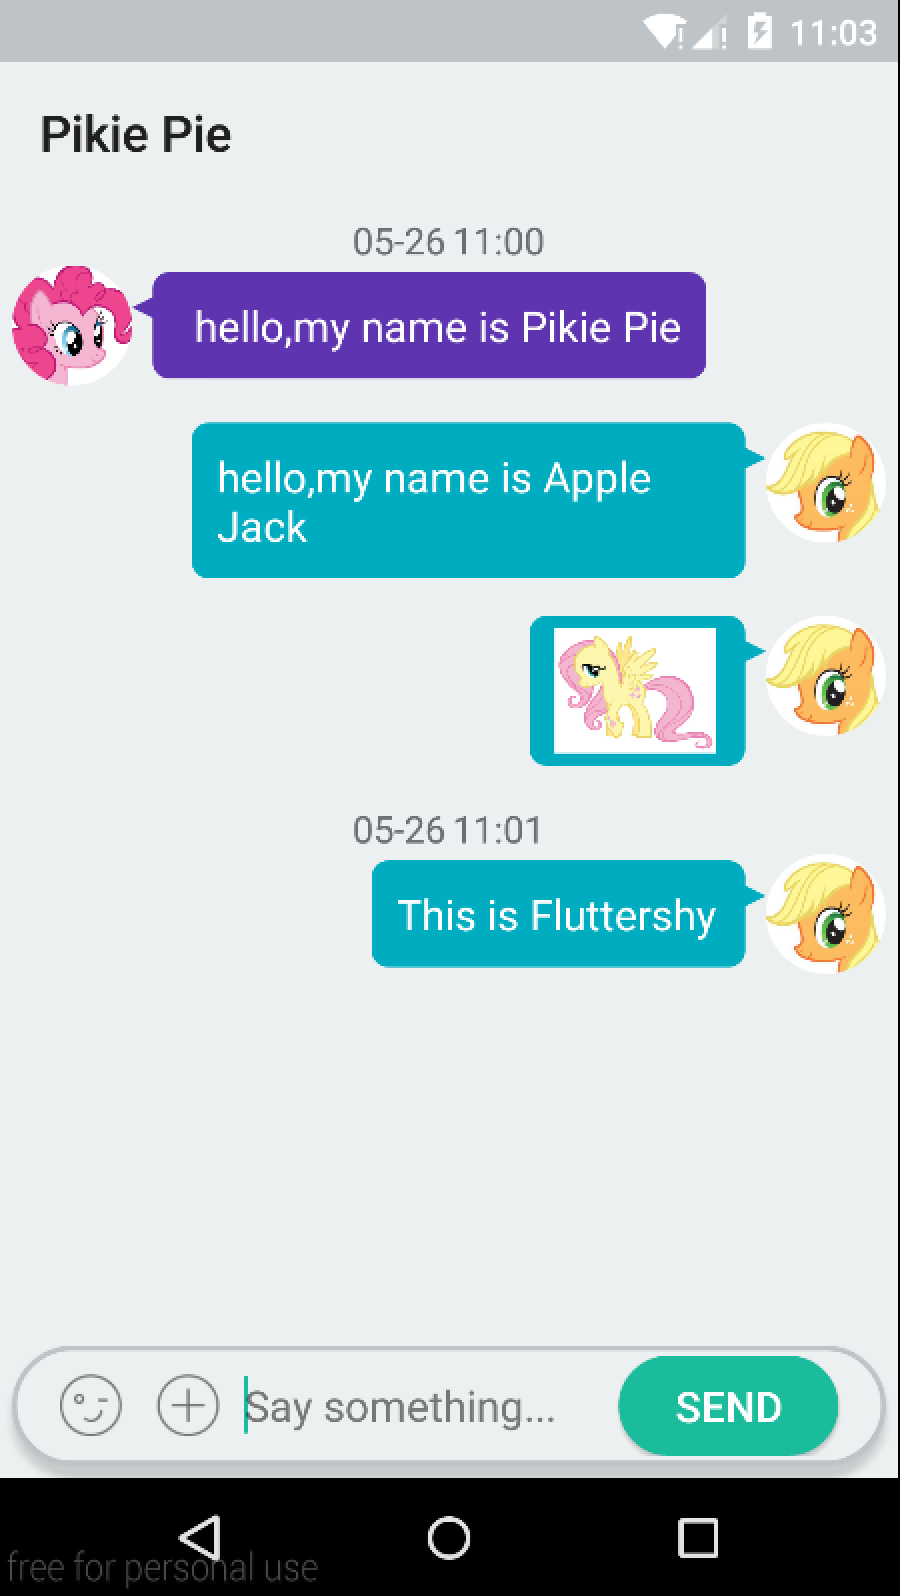 11:03
Pikie Pie
05-26 11:00
hello,my name is Pikie Pie
hello,my name is Apple
Jack
05-26 11:01
This is Fluttershy
Say something...
SEND
free for personal use